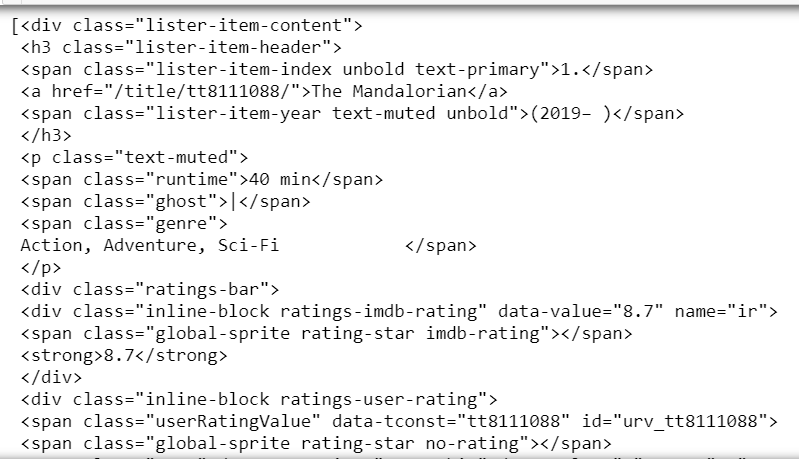 [<div class="lister-item-content">
<h3 class="lister-item-header">
<span class="lister-item-index unbold text-primary">1.</span>
<a href="/title/tt8111088/">The Mandalorian</a>
<span class="lister-item-year text-muted unbold">(2019– )</span>
</h3>
<p class="text-muted">
<span class="runtime">40 min</span>
<span class="ghost">|</span>
<span class="genre">
Action, Adventure, Sci-Fi            </span>
</p>
<div class="ratings-bar">
<div class="inline-block ratings-imdb-rating" data-value="8.7" name="ir">
<span class="global-sprite rating-star imdb-rating"></span>
<strong>8.7</strong>
</div>
<div class="inline-block ratings-user-rating">
<span class="userRatingValue" data-tconst="tt8111088" id="urv_tt8111088">
<span class="global-sprite rating-star no-rating"></span>